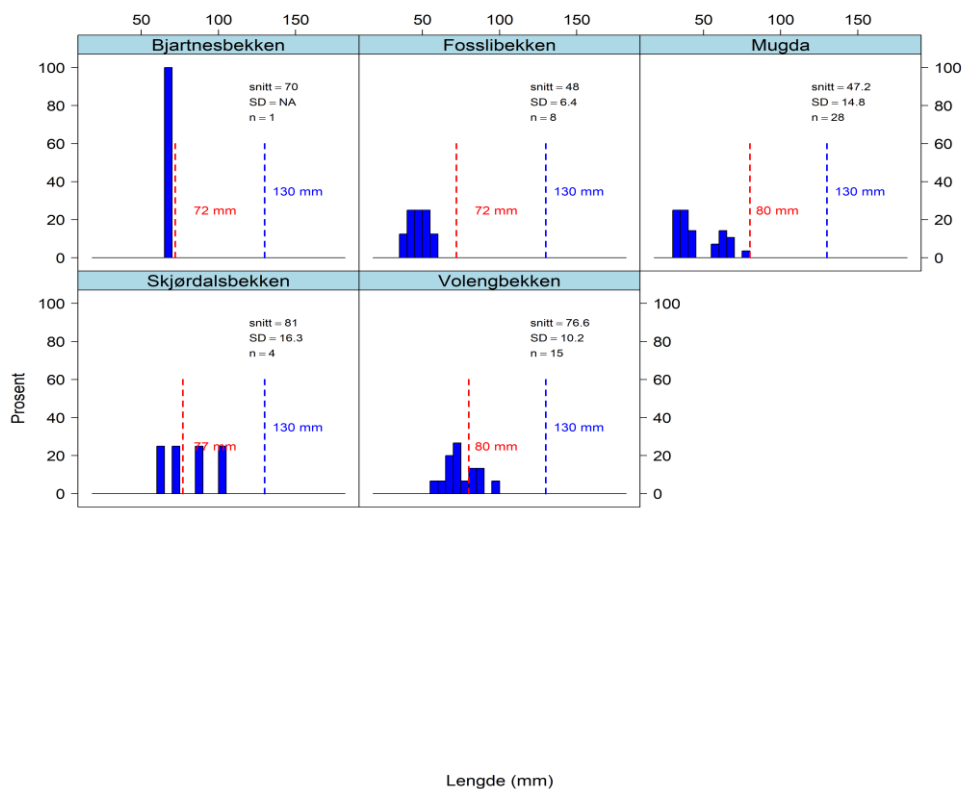 50 100 150 50 100 150 50 100 150
Bjartnesbekken Fosslibekken Mugda
100
80
60
40
20
0
snitt = 70
SD = NA
n = 1
72 mm
130 mm
snitt = 48
SD = 6.4
n = 8
72 mm
130 mm
snitt = 47.2
SD = 14.8
n = 28
80 mm
130 mm
100
80
60
40
20
0
Skjørdalsbekken Volengbekken
100
80
60
40
20
0
snitt = 81
SD = 16.3
n = 4
77 mm
130 mm
snitt = 76.6
SD = 10.2
n = 15
80 mm
130 mm
100
80
60
40
20
0
Prosent
Lengde (mm)